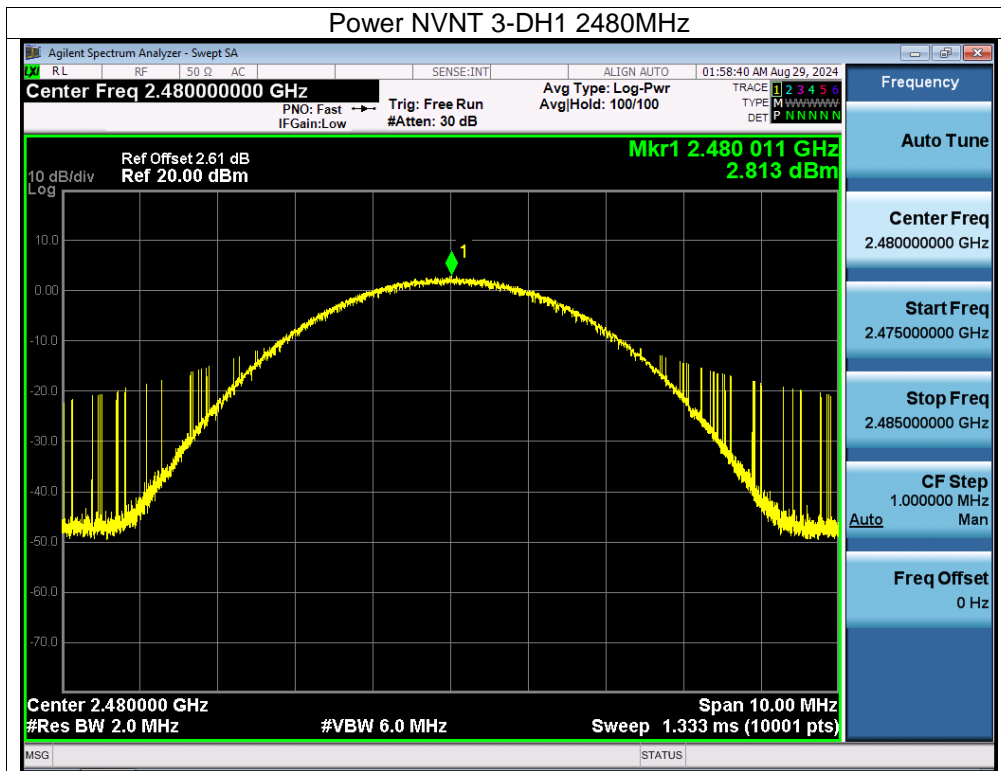 Power NVNT 3-DH1 2480MHz
Agilent Spectrum Analyzer - Swept SA
LXI RL RF 50 Ω AC SENSE:INT ALIGN AUTO 01:58:40 AM Aug 29, 2024
Center Freq 2.480000000 GHz
PNO: Fast
IFGain:Low
Trig: Free Run
#Atten: 30 dB
Avg Type: Log-Pwr
Avg|Hold: 100/100
TRACE 1 2 3 4 5 6
TYPE M WWWWW
DET P N N N N N
Frequency
Auto Tune
Center Freq
2.480000000 GHz
Start Freq
2.475000000 GHz
Stop Freq
2.485000000 GHz
CF Step
1.000000 MHz
Auto Man
Freq Offset
0 Hz
Mkr1 2.480 011 GHz
2.813 dBm
Ref Offset 2.61 dB
10 dB/div Ref 20.00 dBm
Log
10.0
1
0.00
-10.0
-20.0
-30.0
-40.0
-50.0
-60.0
-70.0
Center 2.480000 GHz Span 10.00 MHz
#Res BW 2.0 MHz #VBW 6.0 MHz Sweep 1.333 ms (10001 pts)
MSG STATUS